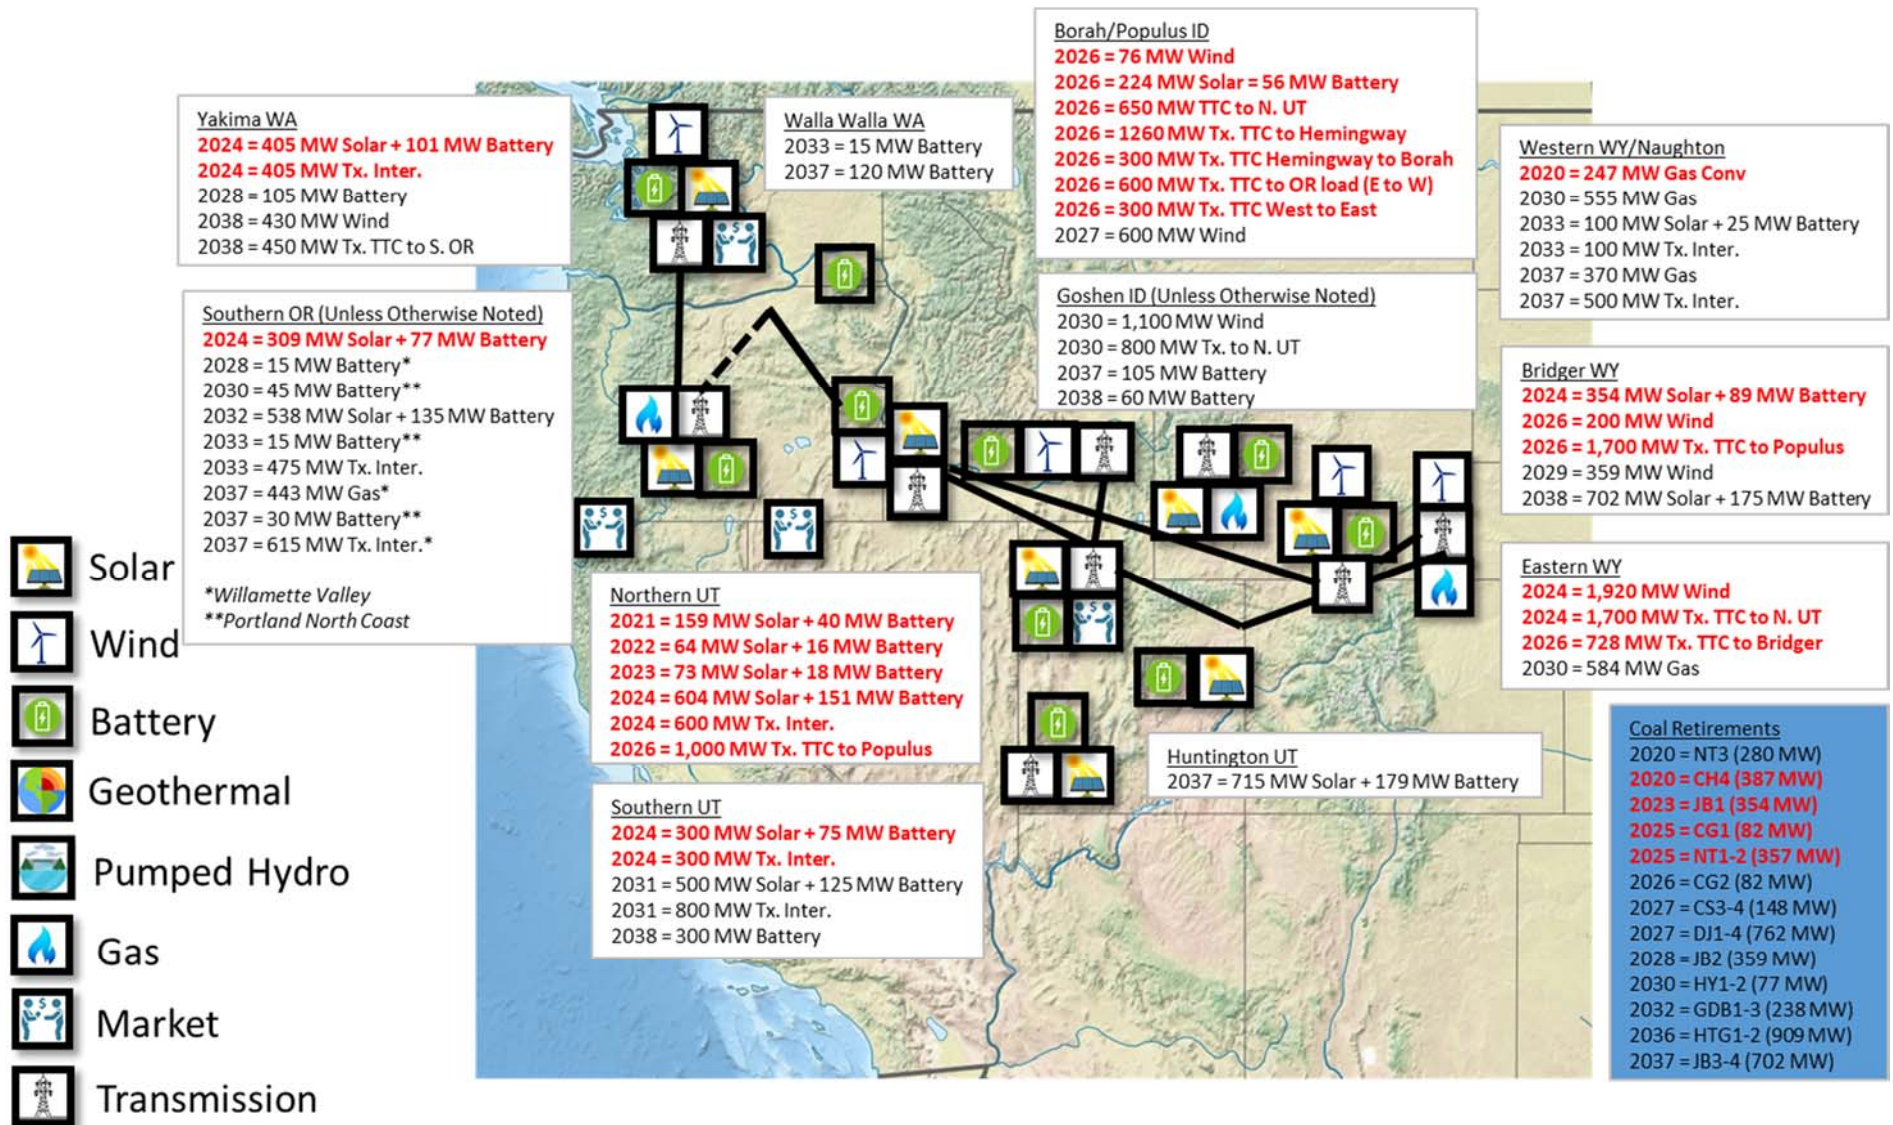 Yakima WA
2024 = 405 MW Solar + 101 MW Battery
2024 = 405 MW Tx. Inter.
2028 = 105 MW Battery
2038 = 430 MW Wind
2038 = 450 MW Tx. TTC to S. OR
Walla Walla WA
2033 = 15 MW Battery
2037 = 120 MW Battery
Borah/Populus ID
2026 = 76 MW Wind
2026 = 224 MW Solar = 56 MW Battery
2026 = 650 MW TTC to N. UT
2026 = 1260 MW Tx. TTC to Hemingway
2026 = 300 MW Tx. TTC Hemingway to Borah
2026 = 600 MW Tx. TTC to OR load (E to W)
2026 = 300 MW Tx. TTC West to East
2027 = 600 MW Wind
Western WY/Naughton
2020 = 247 MW Gas Conv
2030 = 555 MW Gas
2033 = 100 MW Solar + 25 MW Battery
2033 = 100 MW Tx. Inter.
2037 = 370 MW Gas
2037 = 500 MW Tx. Inter.
Southern OR (Unless Otherwise Noted)
2024 = 309 MW Solar + 77 MW Battery
2028 = 15 MW Battery*
2030 = 45 MW Battery**
2032 = 538 MW Solar + 135 MW Battery
2033 = 15 MW Battery**
2033 = 475 MW Tx. Inter.
2037 = 443 MW Gas*
2037 = 30 MW Battery**
2037 = 615 MW Tx. Inter.*
*Willamette Valley
**Portland North Coast
Goshen ID (Unless Otherwise Noted)
2030 = 1,100 MW Wind
2030 = 800 MW Tx. to N. UT
2037 = 105 MW Battery
2038 = 60 MW Battery
Bridger WY
2024 = 354 MW Solar + 89 MW Battery
2026 = 200 MW Wind
2026 = 1,700 MW Tx. TTC to Populus
2029 = 359 MW Wind
2038 = 702 MW Solar + 175 MW Battery
Eastern WY
2024 = 1,920 MW Wind
2024 = 1,700 MW Tx. TTC to N. UT
2026 = 728 MW Tx. TTC to Bridger
2030 = 584 MW Gas
Northern UT
2021 = 159 MW Solar + 40 MW Battery
2022 = 64 MW Solar + 16 MW Battery
2023 = 73 MW Solar + 18 MW Battery
2024 = 604 MW Solar + 151 MW Battery
2024 = 600 MW Tx. Inter.
2026 = 1,000 MW Tx. TTC to Populus
Southern UT
2024 = 300 MW Solar + 75 MW Battery
2024 = 300 MW Tx. Inter.
2031 = 500 MW Solar + 125 MW Battery
2031 = 800 MW Tx. Inter.
2038 = 300 MW Battery
Huntington UT
2037 = 715 MW Solar + 179 MW Battery
Coal Retirements
2020 = NT3 (280 MW)
2020 = CH4 (387 MW)
2023 = JB1 (354 MW)
2025 = CG1 (82 MW)
2025 = NT1-2 (357 MW)
2026 = CG2 (82 MW)
2027 = CS3-4 (148 MW)
2027 = DJ1-4 (762 MW)
2028 = JB2 (359 MW)
2030 = HY1-2 (77 MW)
2032 = GDB1-3 (238 MW)
2036 = HTG1-2 (909 MW)
2037 = JB3-4 (702 MW)
Solar
Wind
Battery
Geothermal
Pumped Hydro
Gas
Market
Transmission